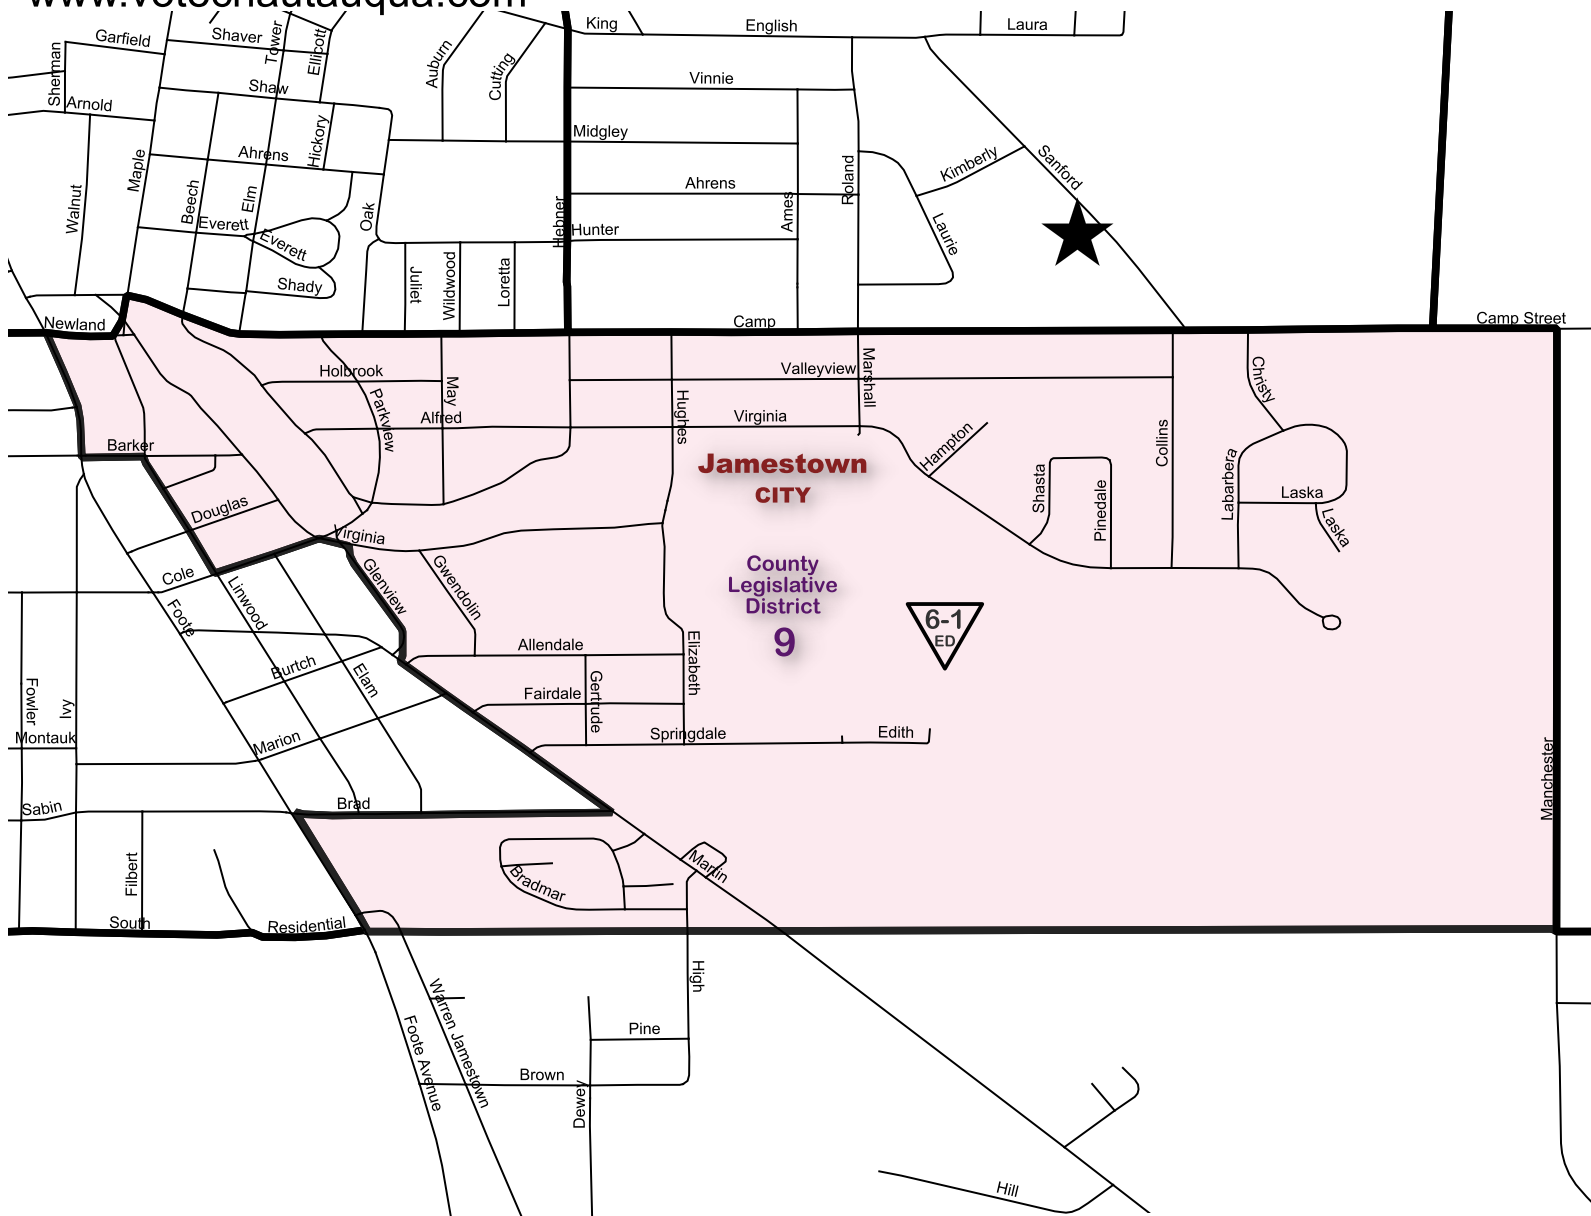 www.votechautauqua.com
King
English
Laura
Garfield
Shaver
Tower
Ellicott
Sherman
Arnold
Shaw
Auburn
Cutting
Vinnie
Midgley
Hickory
Ahrens
Maple
Walnut
Beech
Elm
Everett
Everett
Shady
Oak
Juliet
Wildwood
Loretta
Hebner
Hunter
Ahrens
Ames
Roland
Kimberly
Sanford
Laurie
Newland
Camp
Camp Street
Holbrook
May
Parkview
Alfred
Valleyview
Marshall
Hughes
Virginia
Christy
Collins
Hampton
Barker
Douglas
Jamestown
CITY
Shasta
Pinedale
Labarbera
Laska
Laska
Virginia
Glenview
Gwendolin
County
Legislative
District
9
6-1
ED
Cole
Linwood
Foote
Burtch
Elam
Allendale
Elizabeth
Fairdale
Gertrude
Springdale
Edith
Fowler
Ivy
Montauk
Marion
Manchester
Sabin
Brad
Filbert
Bradmar
Martin
South
Residential
High
Warren Jamestown
Foote Avenue
Pine
Brown
Dewey
Hill